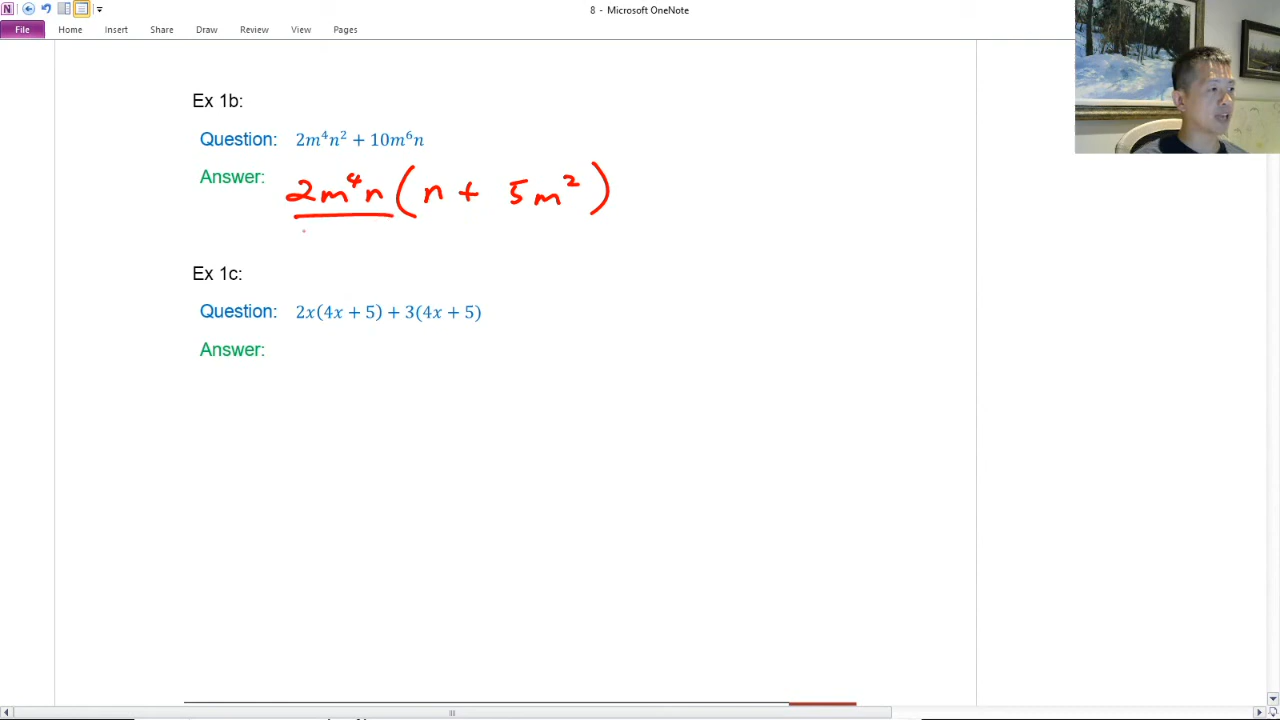 8 - Microsoft OneNote
File Home Insert Share Draw Review View Pages
Ex 1b:
Question: 2m⁴n² + 10m⁶n
Answer: 2m⁴n(n + 5m²)
Ex 1c:
Question: 2x(4x + 5) + 3(4x + 5)
Answer: